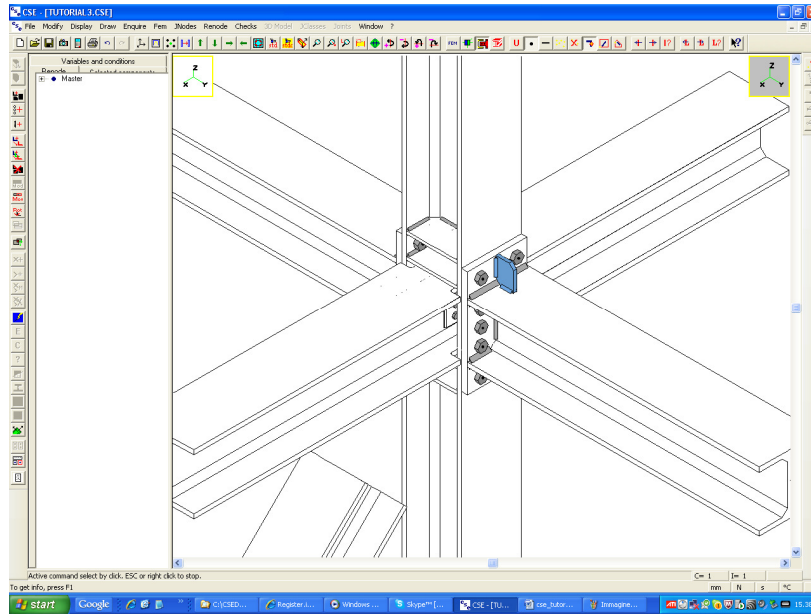 CSE - [TUTORIAL 3.CSE]
File Modify Display Draw Enquire Fem JNodes Renode Checks 3D Model JClasses Joints Window ?
Variables and conditions
Renode Selected components
Master
Z
X Y
Z
X Y
Active command select by click. ESC or right click to stop.
C= 1 I= 1
To get info, press F1
mm N s °C
start Google C:\CSED... Register.i... Windows ... Skype™ [... CSE - [TU... cse_tutor... Immagine...